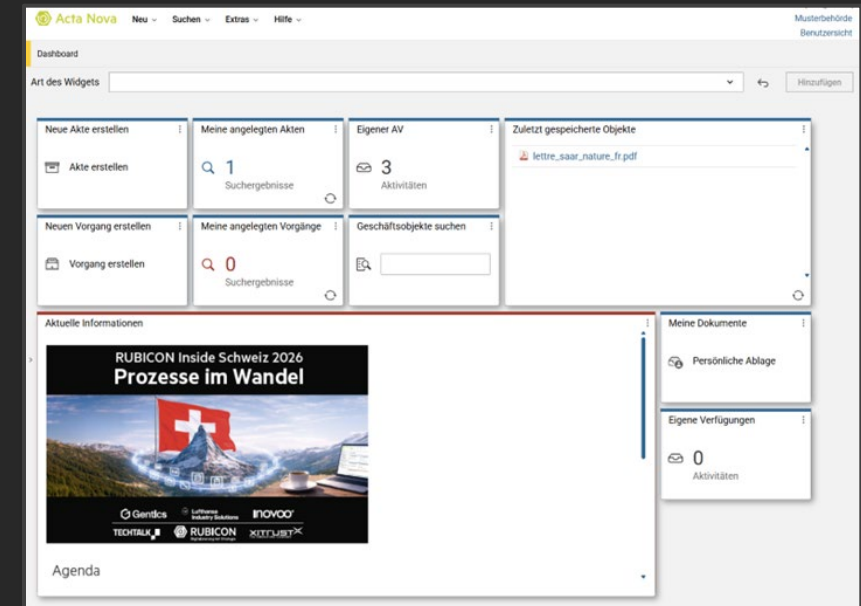 Acta Nova Neu Suchen Extras Hilfe
Musterbehörde
Benutzersicht
Dashboard
Art des Widgets
Hinzufügen
Neue Akte erstellen
Akte erstellen
Meine angelegten Akten
1
Suchergebnisse
Eigener AV
3
Aktivitäten
Zuletzt gespeicherte Objekte
lettre_saar_nature_fr.pdf
Neuen Vorgang erstellen
Vorgang erstellen
Meine angelegten Vorgänge
0
Suchergebnisse
Geschäftsobjekte suchen
Aktuelle Informationen
RUBICON Inside Schweiz 2026
Prozesse im Wandel
Gentics Lufthansa Industry Solutions INOVOO
TECHTALK RUBICON XITRUST
Agenda
Meine Dokumente
Persönliche Ablage
Eigene Verfügungen
0
Aktivitäten